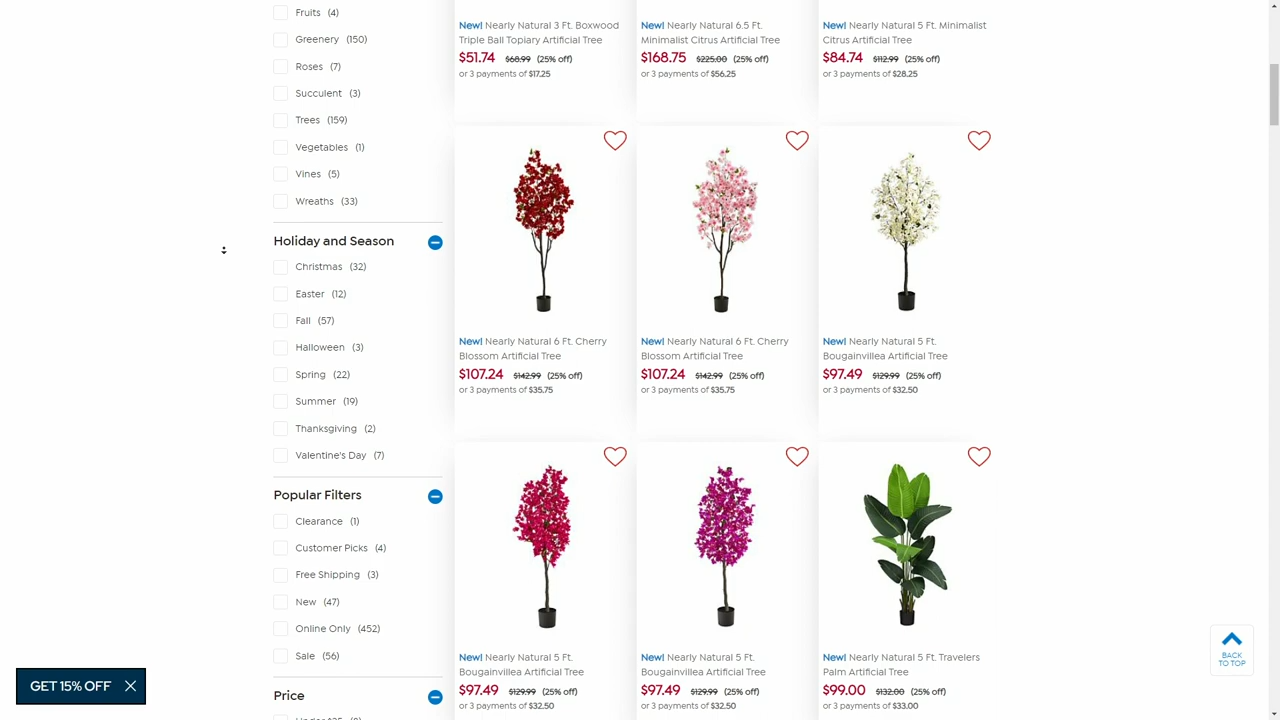 Fruits (4)
Greenery (150)
Roses (7)
Succulent (3)
Trees (159)
Vegetables (1)
Vines (5)
Wreaths (33)
Holiday and Season
Christmas (32)
Easter (12)
Fall (57)
Halloween (3)
Spring (22)
Summer (19)
Thanksgiving (2)
Valentine's Day (7)
Popular Filters
Clearance (1)
Customer Picks (4)
Free Shipping (3)
New (47)
Online Only (452)
Sale (56)
Price
New! Nearly Natural 3 Ft. Boxwood
Triple Ball Topiary Artificial Tree
$51.74 $68.99 (25% off)
or 3 payments of $17.25
New! Nearly Natural 6.5 Ft.
Minimalist Citrus Artificial Tree
$168.75 $225.00 (25% off)
or 3 payments of $56.25
New! Nearly Natural 5 Ft. Minimalist
Citrus Artificial Tree
$84.74 $112.99 (25% off)
or 3 payments of $28.25
New! Nearly Natural 6 Ft. Cherry
Blossom Artificial Tree
$107.24 $142.99 (25% off)
or 3 payments of $35.75
New! Nearly Natural 6 Ft. Cherry
Blossom Artificial Tree
$107.24 $142.99 (25% off)
or 3 payments of $35.75
New! Nearly Natural 5 Ft.
Bougainvillea Artificial Tree
$97.49 $129.99 (25% off)
or 3 payments of $32.50
New! Nearly Natural 5 Ft.
Bougainvillea Artificial Tree
$97.49 $129.99 (25% off)
or 3 payments of $32.50
New! Nearly Natural 5 Ft.
Bougainvillea Artificial Tree
$97.49 $129.99 (25% off)
or 3 payments of $32.50
New! Nearly Natural 5 Ft. Travelers
Palm Artificial Tree
$99.00 $132.00 (25% off)
or 3 payments of $33.00
GET 15% OFF
BACK
TO TOP